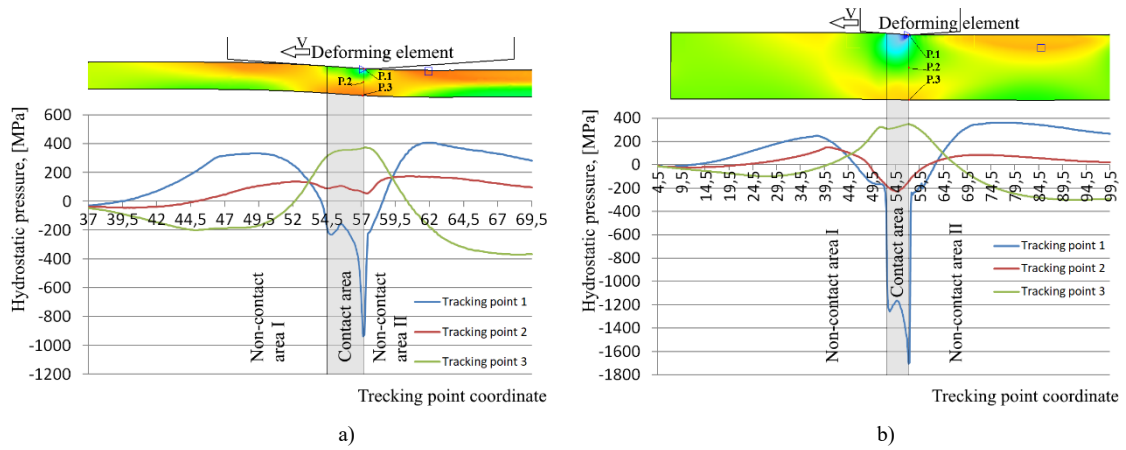 V
Deforming element
P.1
P.2
P.3
Hydrostatic pressure, [MPa]
600
400
200
0
-200
-400
-600
-800
-1000
-1200
37 39,5 42 44,5 47 49,5 52 54,5 57 59,5 62 64,5 67 69,5
Non-contact
area I
Contact area
Non-contact
area II
Tracking point 1
Tracking point 2
Tracking point 3
Trecking point coordinate
a)
V
Deforming element
P.1
P.2
P.3
Hydrostatic pressure, [MPa]
400
200
0
-200
-400
-600
-800
-1000
-1200
-1400
-1600
-1800
4,5 9,5 14,5 19,5 24,5 29,5 34,5 39,5 44,5 49,5 54,5 59,5 64,5 69,5 74,5 79,5 84,5 89,5 94,5 99,5
Non-contact area I
Contact area
Non-contact area II
Tracking point 1
Tracking point 2
Tracking point 3
Trecking point coordinate
b)